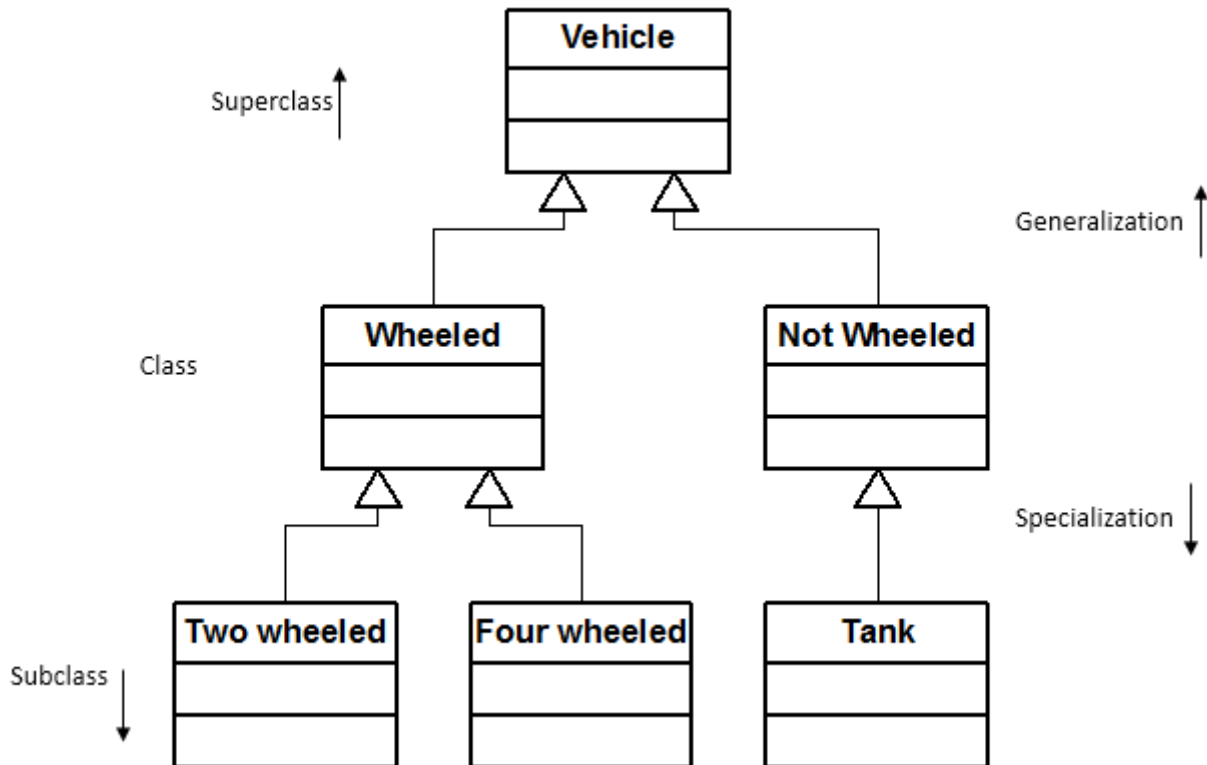 Vehicle
Superclass
Generalization
Wheeled
Not Wheeled
Class
Specialization
Two wheeled
Four wheeled
Tank
Subclass